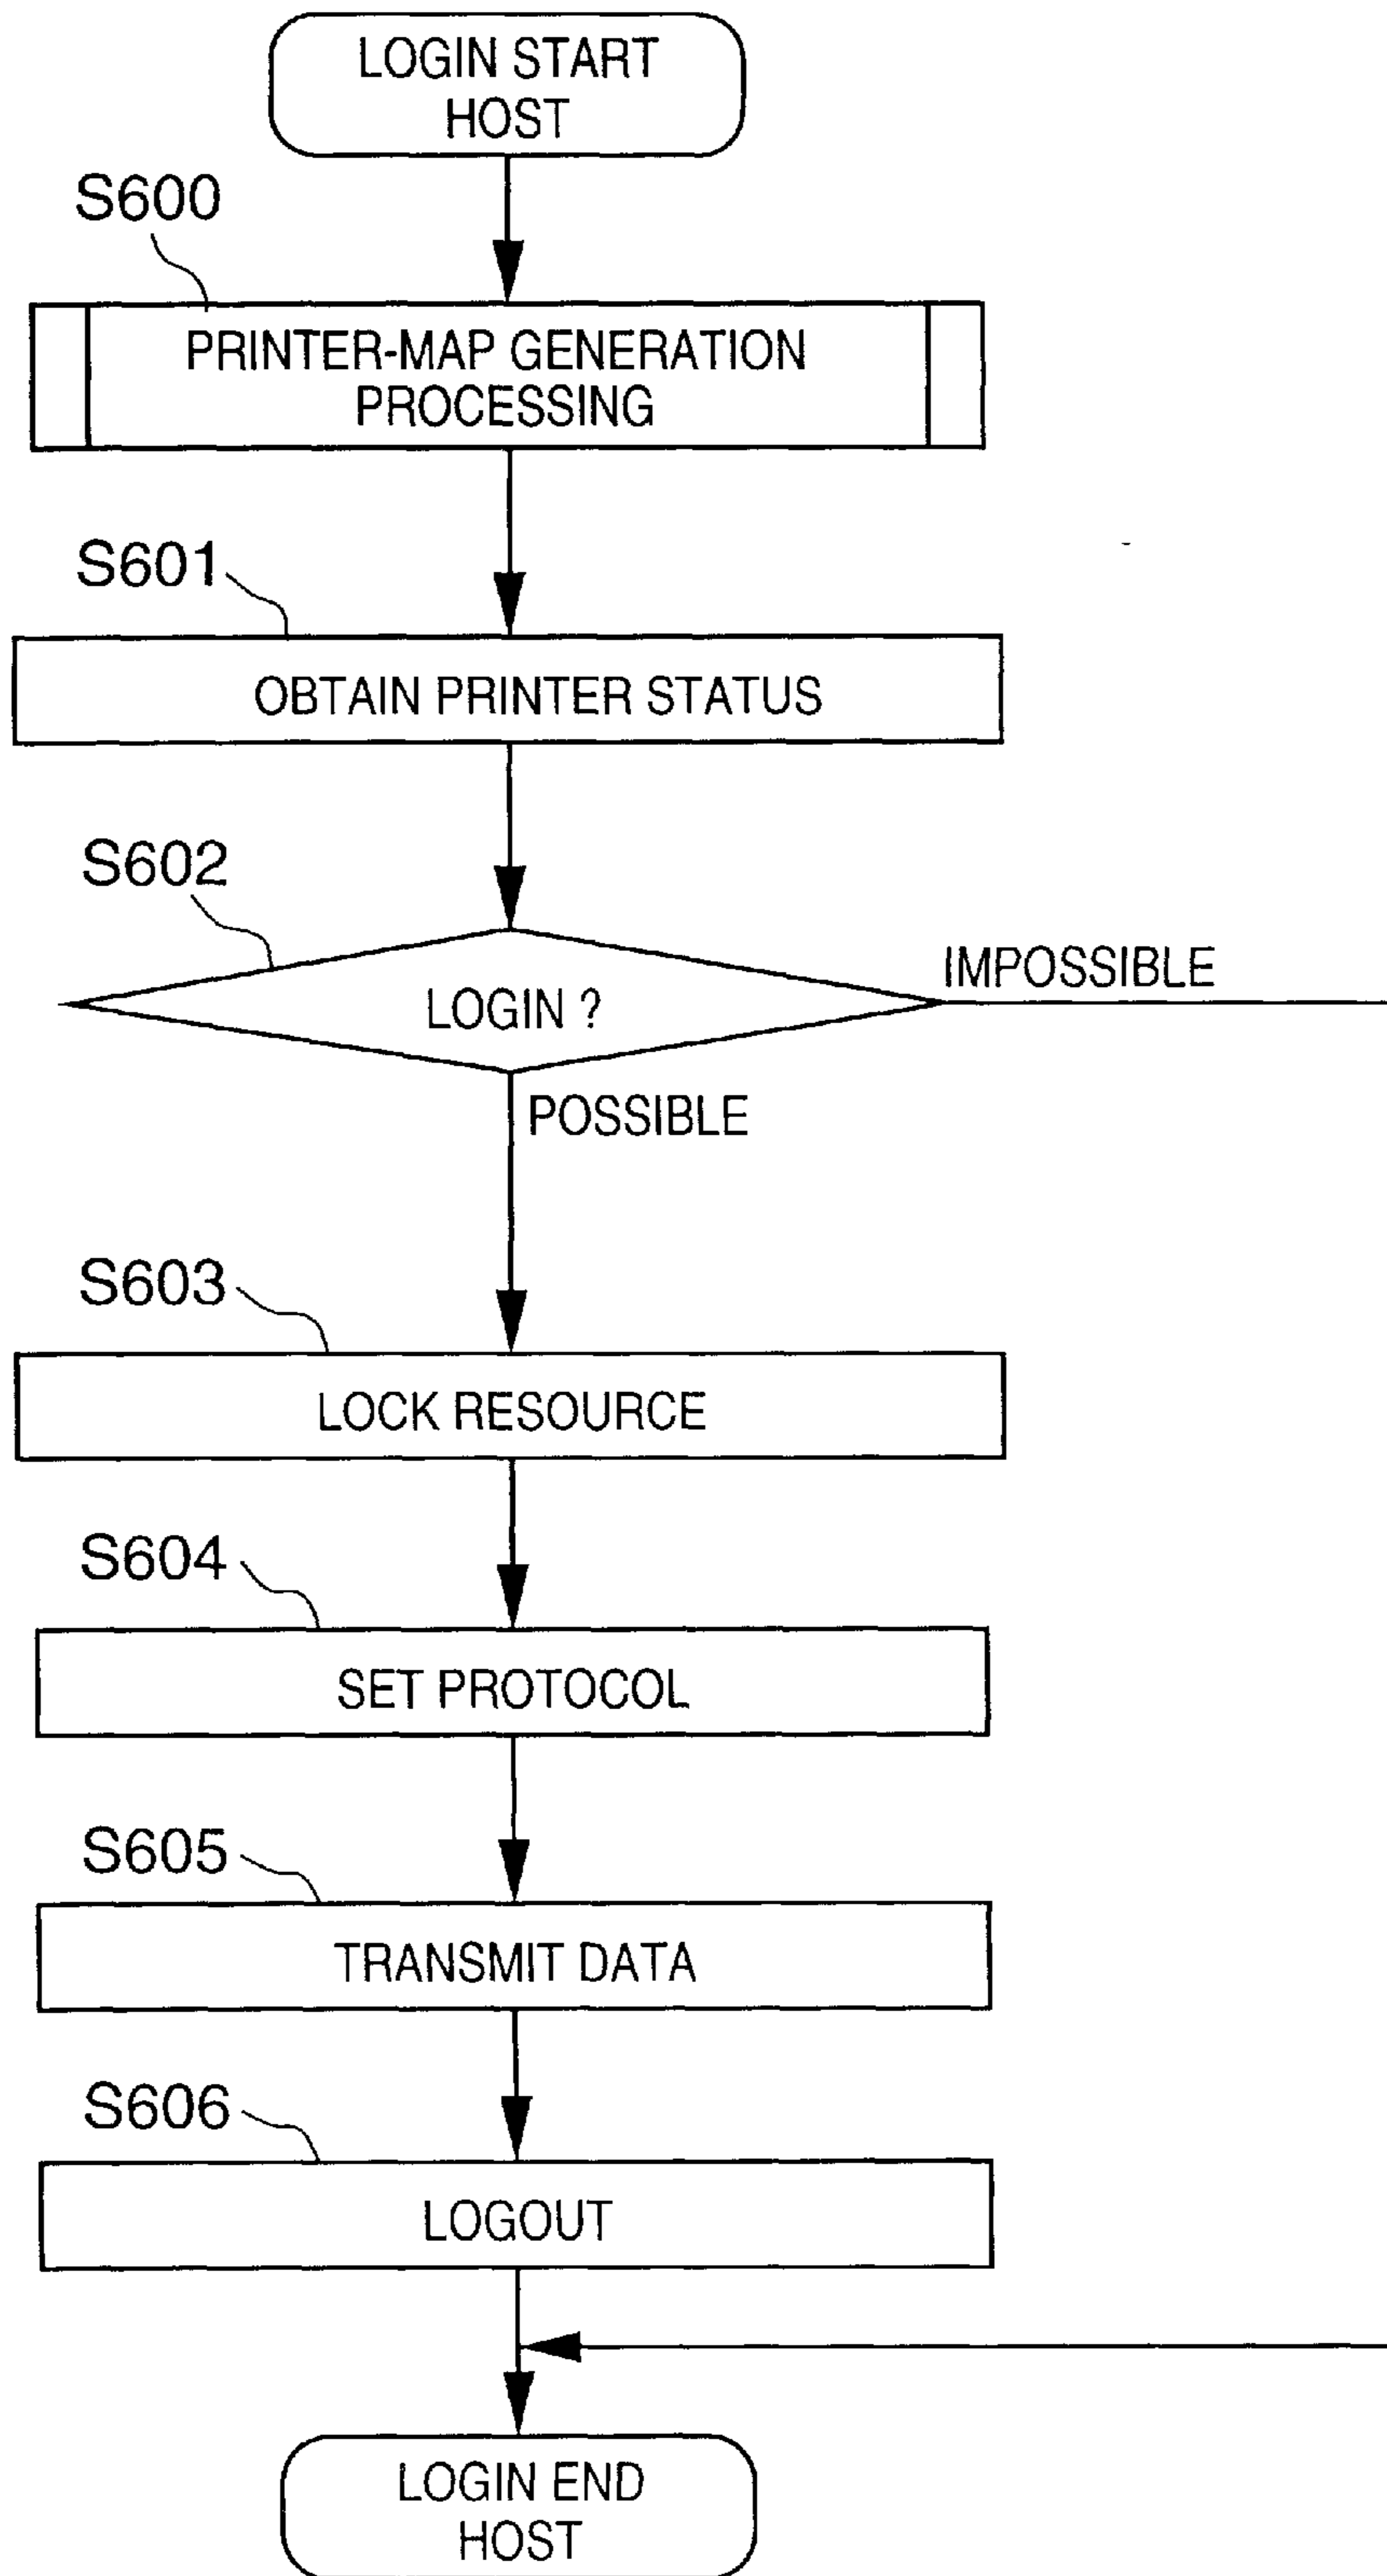 LOGIN START
HOST
S600
PRINTER-MAP GENERATION
PROCESSING
S601
OBTAIN PRINTER STATUS
S602
LOGIN ?
IMPOSSIBLE
POSSIBLE
S603
LOCK RESOURCE
S604
SET PROTOCOL
S605
TRANSMIT DATA
S606
LOGOUT
LOGIN END
HOST